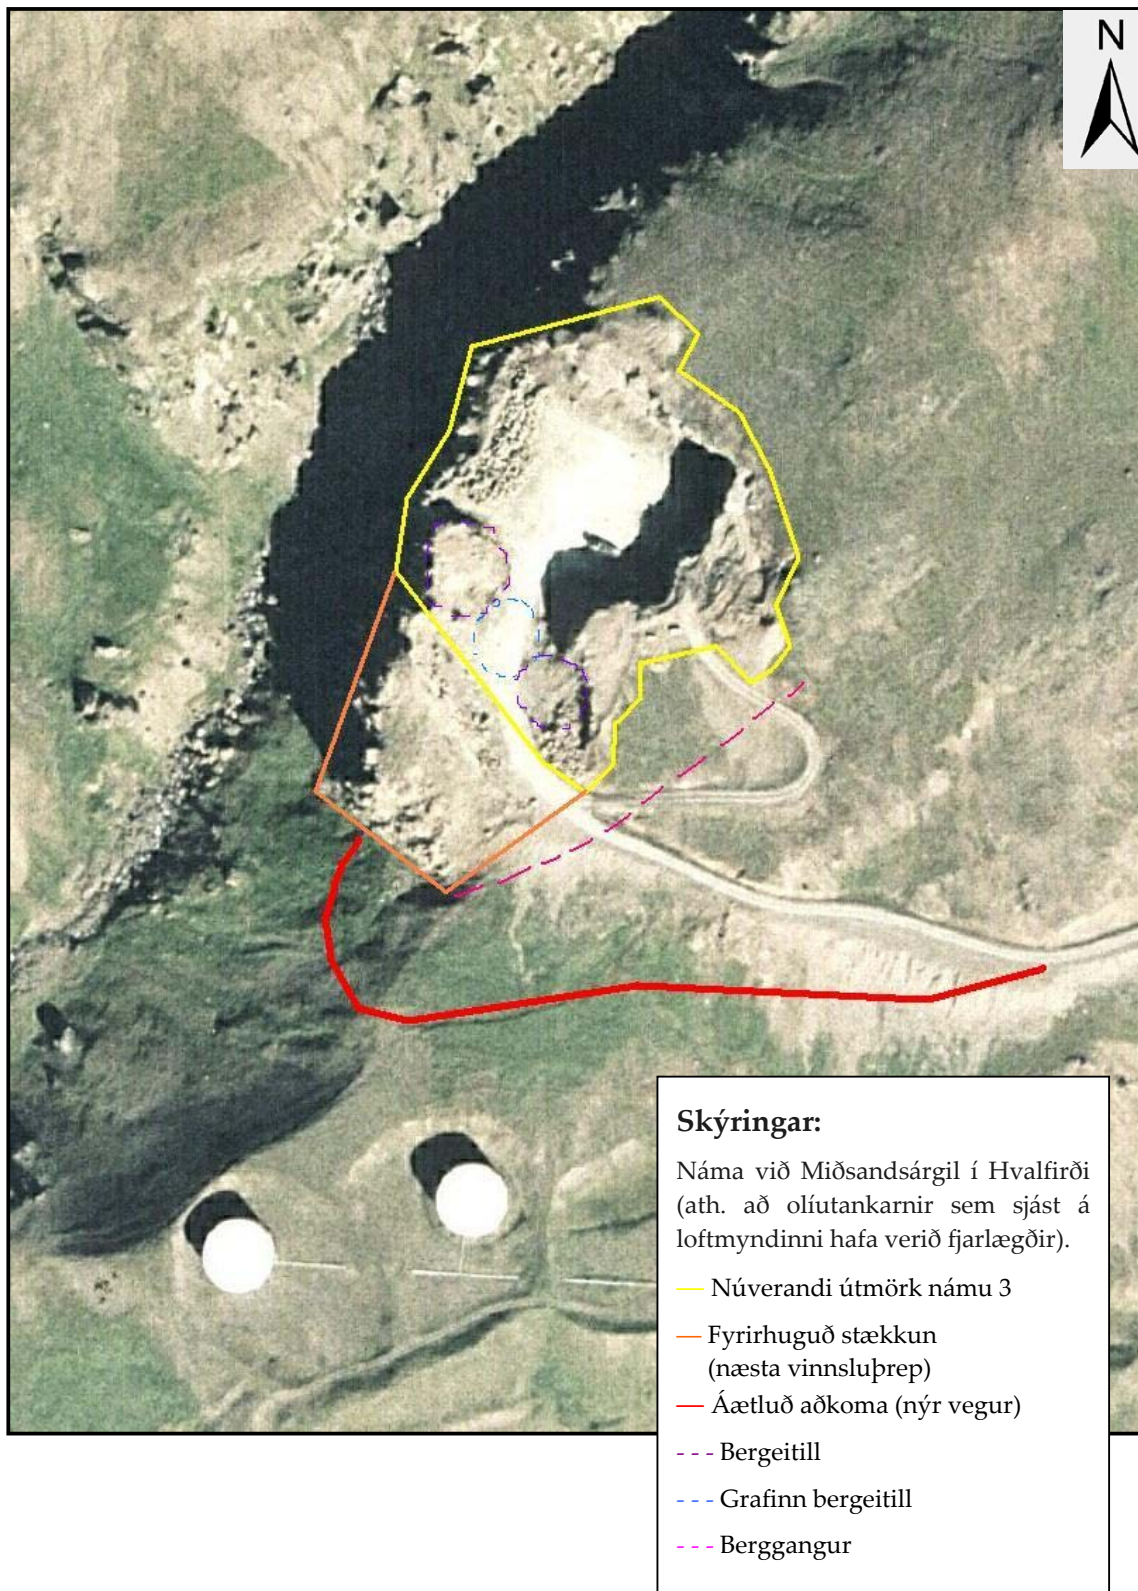 N
Skýringar:
Náma við Miðsandsárgil í Hvalfirði
(ath. að olíutankarnir sem sjást á
loftmyndinni hafa verið fjarlægðir).
Núverandi útmörk námu 3
Fyrirhuguð stækkun
(næsta vinnsluþrep)
Áætluð aðkoma (nýr vegur)
Bergeitill
Grafinn bergeitill
Berggangur